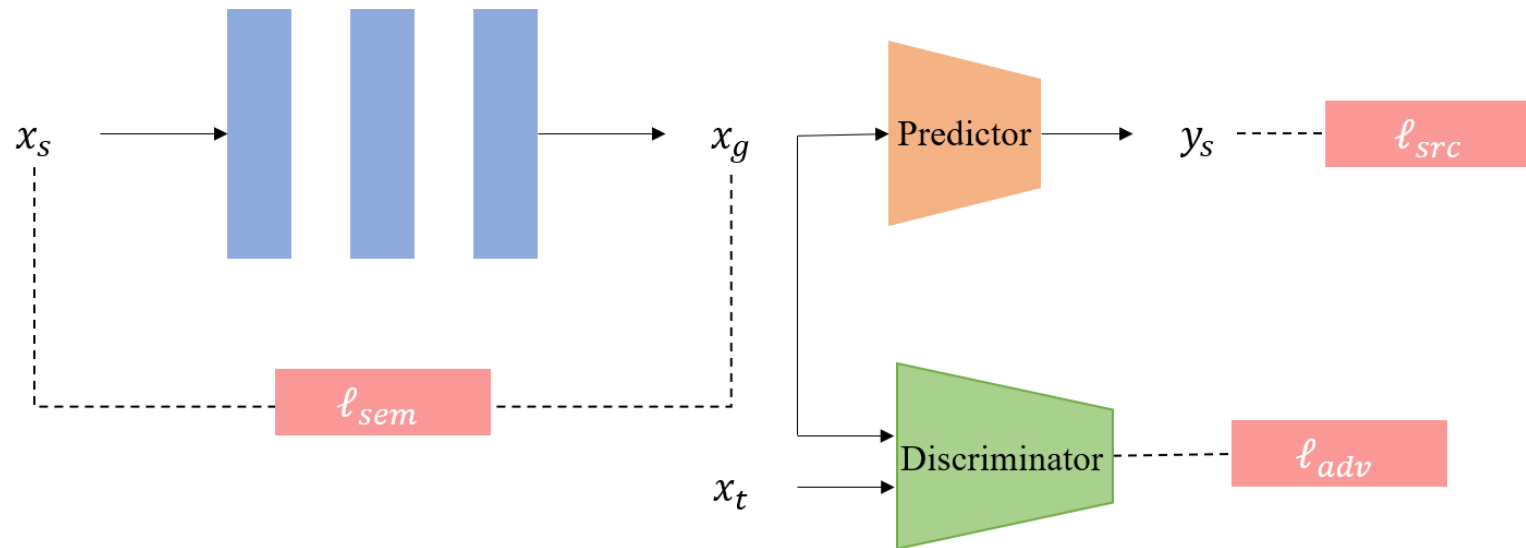 x_s
x_g
Predictor
y_s
ℓ_src
ℓ_sem
Discriminator
ℓ_adv
x_t